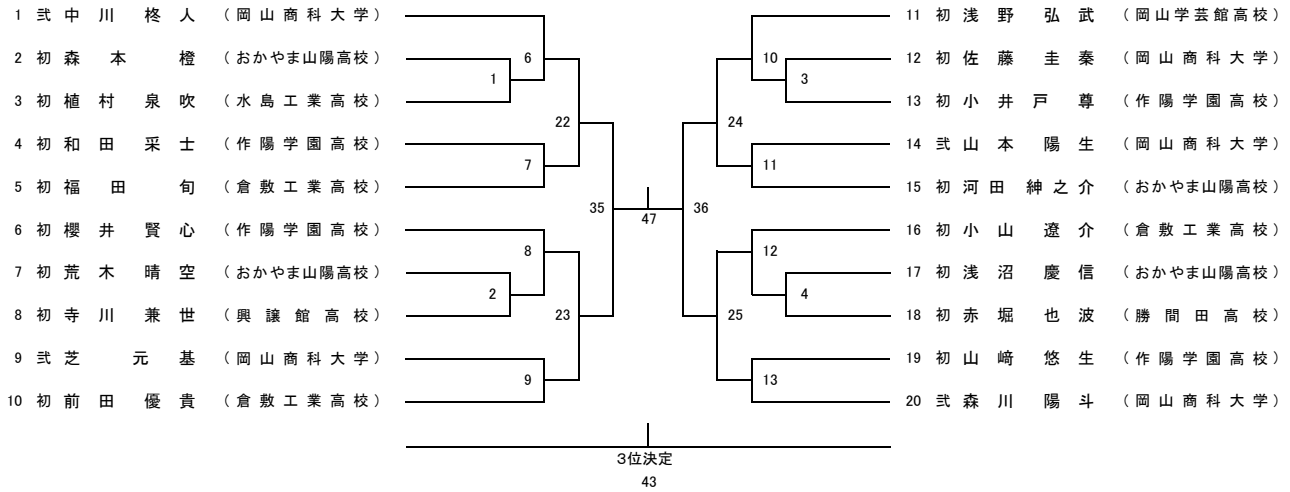 1 弐 中川柊人 （岡山商科大学）
2 初 森本橙 （おかやま山陽高校）
3 初 植村泉吹 （水島工業高校）
4 初 和田采士 （作陽学園高校）
5 初 福田旬 （倉敷工業高校）
6 初 櫻井賢心 （作陽学園高校）
7 初 荒木晴空 （おかやま山陽高校）
8 初 寺川兼世 （興譲館高校）
9 弐 芝元基 （岡山商科大学）
10 初 前田優貴 （倉敷工業高校）
6
1
22
7
35
8
2
23
9
47
36
10
3
24
11
12
4
25
13
11 初 浅野弘武 （岡山学芸館高校）
12 初 佐藤圭秦 （岡山商科大学）
13 初 小井戸尊 （作陽学園高校）
14 弐 山本陽生 （岡山商科大学）
15 初 河田紳之介 （おかやま山陽高校）
16 初 小山遼介 （倉敷工業高校）
17 初 浅沼慶信 （おかやま山陽高校）
18 初 赤堀也波 （勝間田高校）
19 初 山﨑悠生 （作陽学園高校）
20 弐 森川陽斗 （岡山商科大学）
3位決定
43